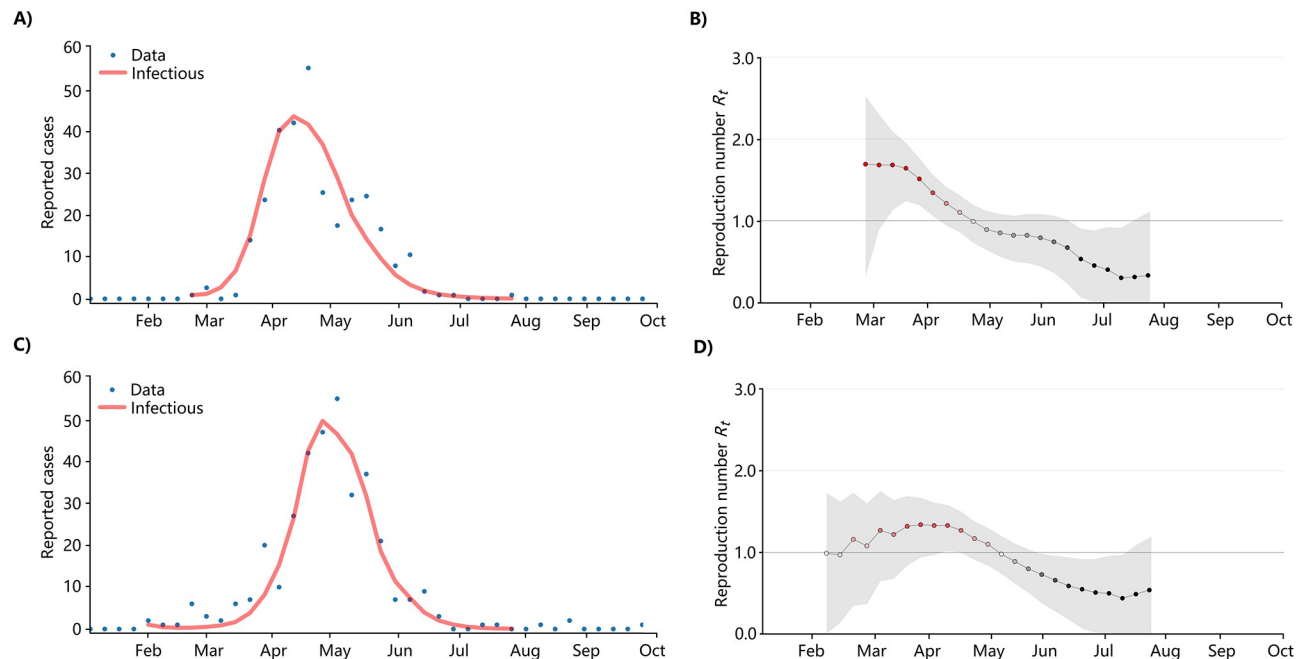 A)
60
50
40
30
20
10
0
Reported cases
Data
Infectious
Feb Mar Apr May Jun Jul Aug Sep Oct
B)
3.0
2.0
1.0
0.0
Reproduction number Rt
Feb Mar Apr May Jun Jul Aug Sep Oct
C)
60
50
40
30
20
10
0
Reported cases
Data
Infectious
Feb Mar Apr May Jun Jul Aug Sep Oct
D)
3.0
2.0
1.0
0.0
Reproduction number Rt
Feb Mar Apr May Jun Jul Aug Sep Oct